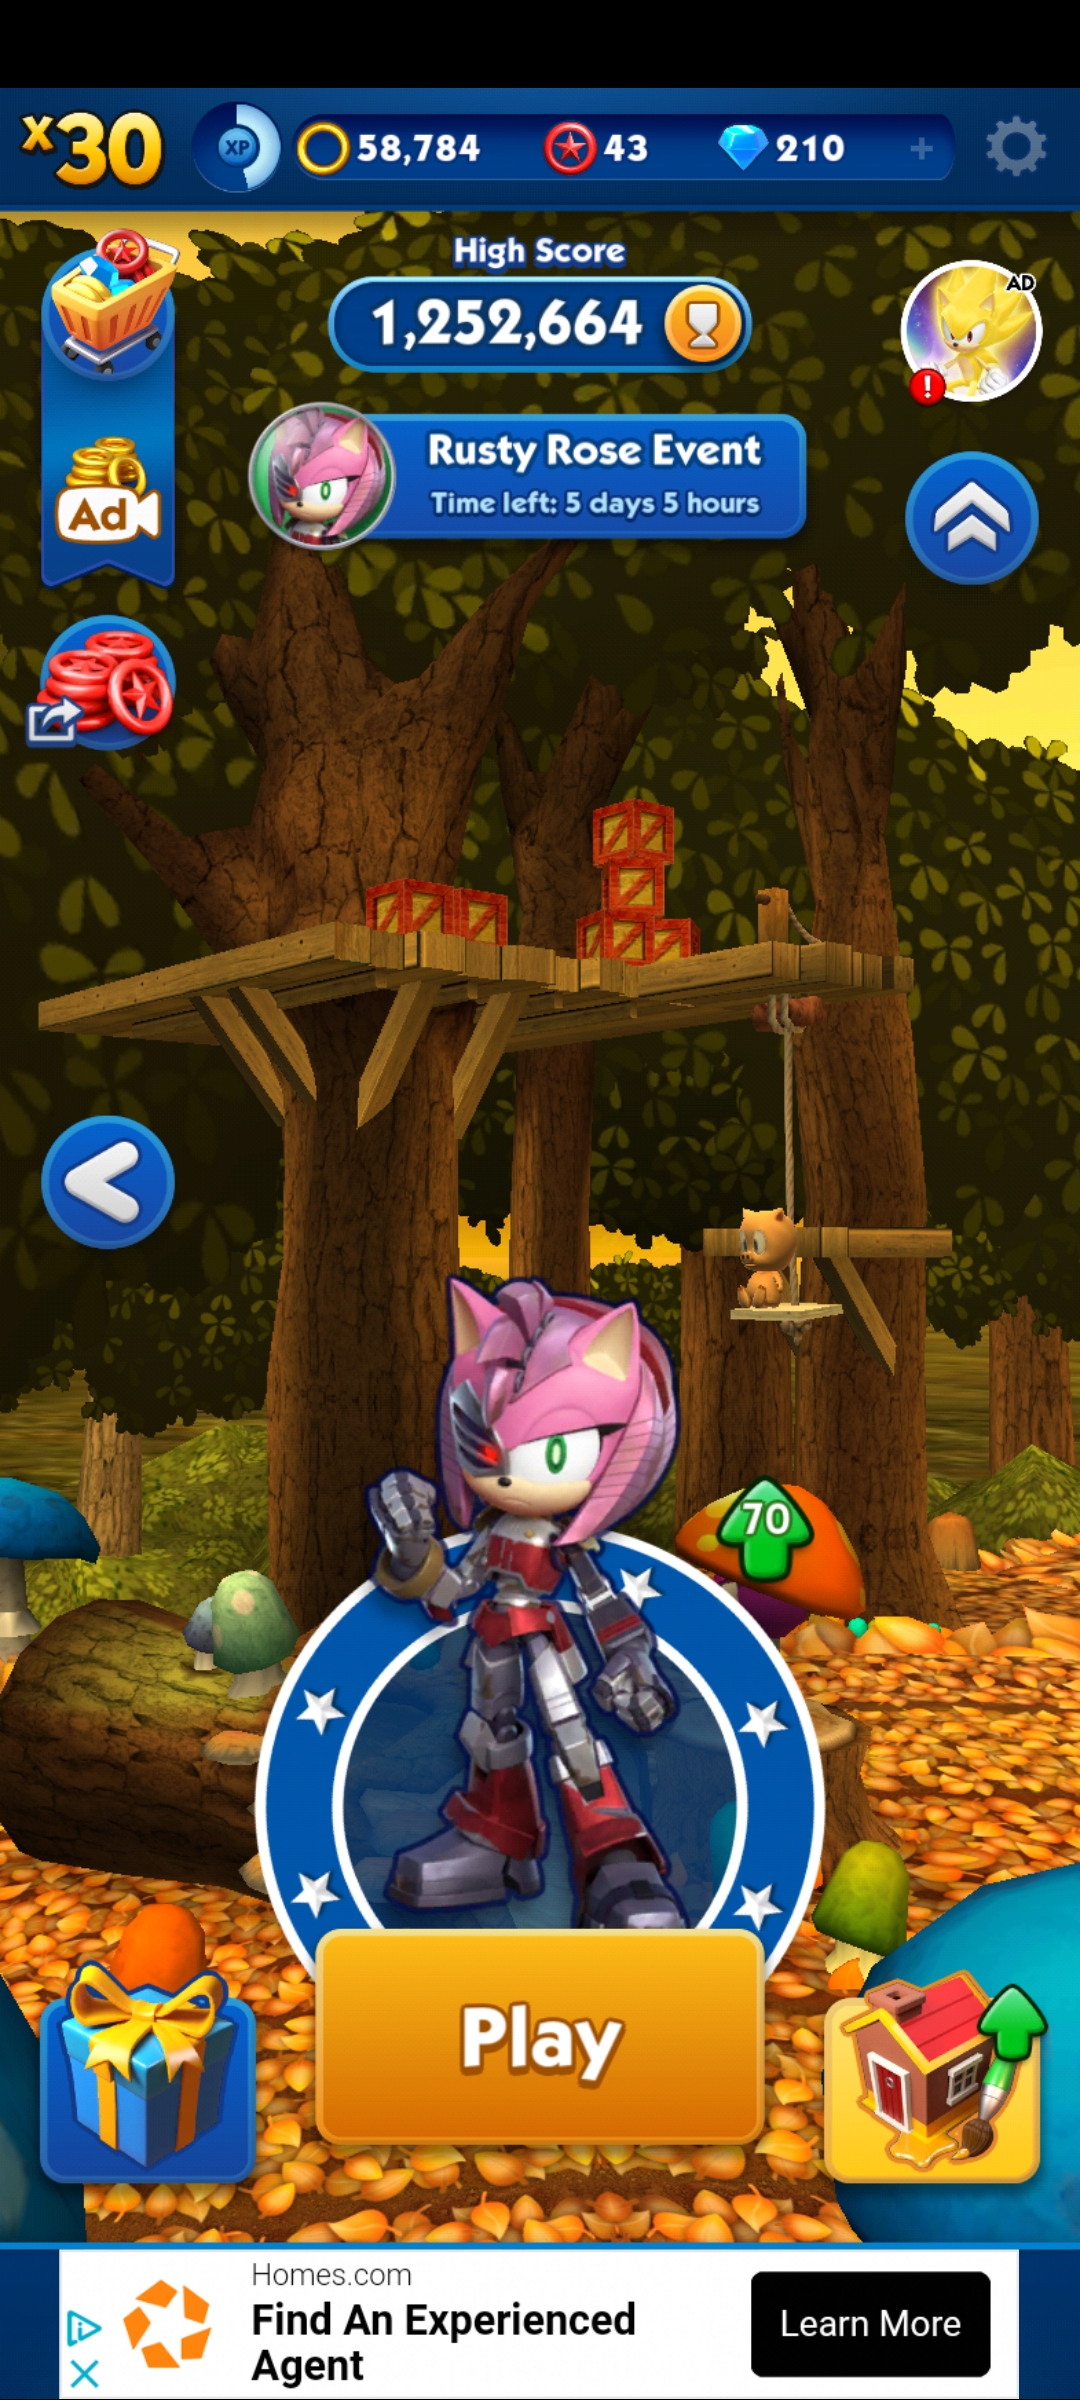 x30
XP
58,784
43
210
+
High Score
1,252,664
AD
!
Rusty Rose Event
Time left: 5 days 5 hours
Ad
70
Play
Homes.com
Find An Experienced
Agent
Learn More